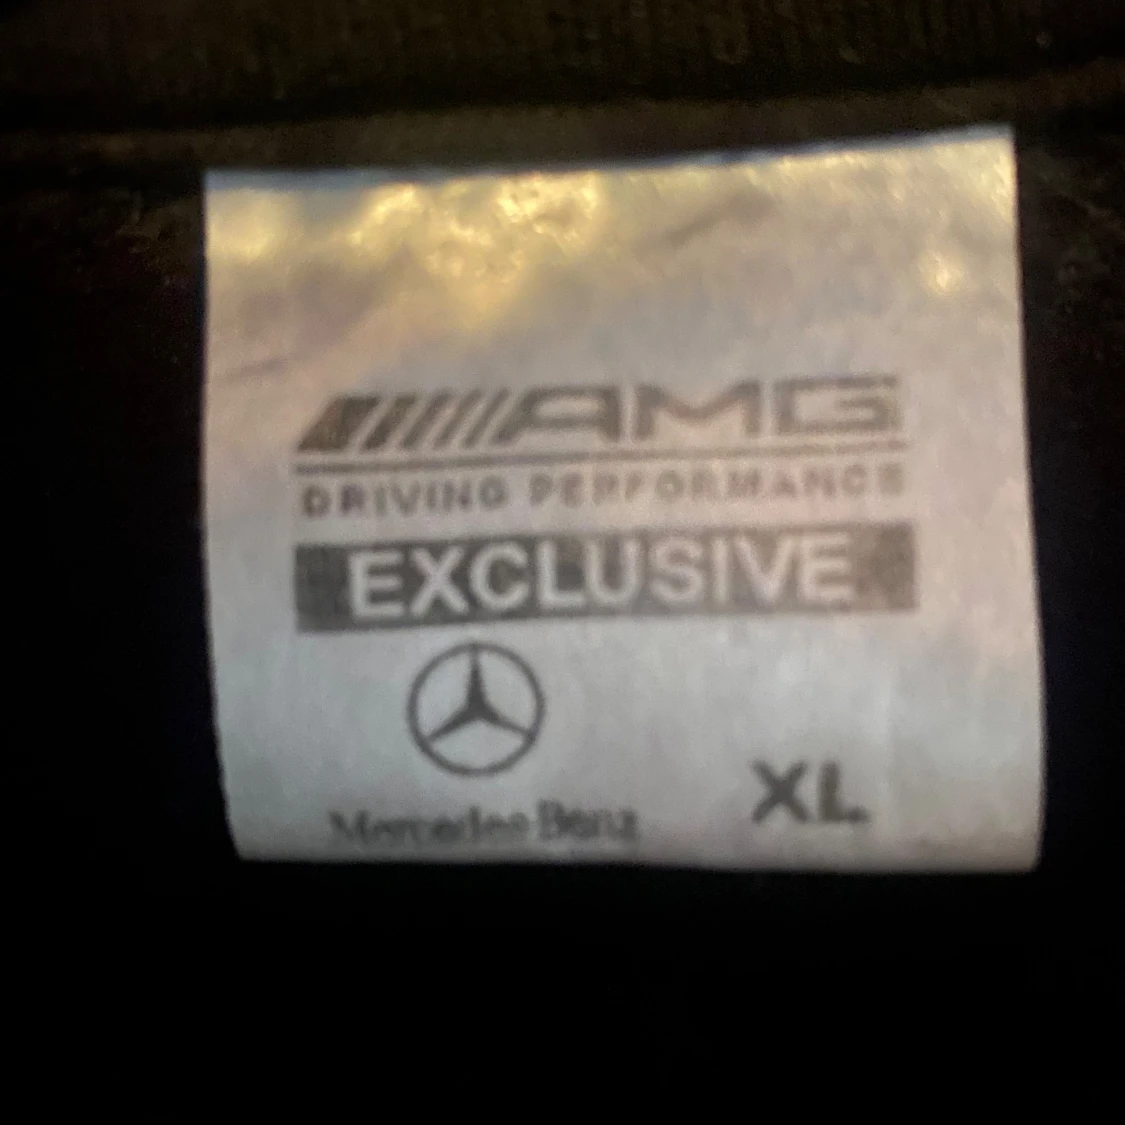 AMG
DRIVING PERFORMANCE
EXCLUSIVE
Mercedes-Benz
XL